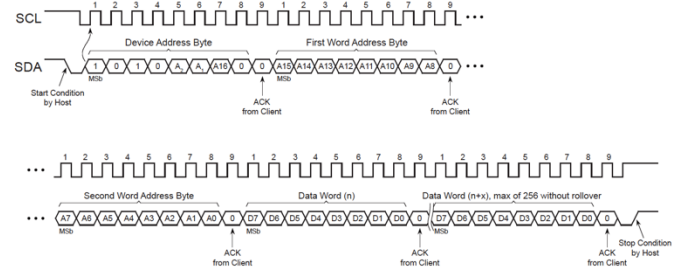 SCL 1 2 3 4 5 6 7 8 9 1 2 3 4 5 6 7 8 9 •••
Device Address Byte First Word Address Byte
SDA 1 0 1 0 A2 A1 A16 0 0 A15 A14 A13 A12 A11 A10 A9 A8 0 •••
MSb MSb
Start Condition
by Host
ACK
from Client
ACK
from Client
••• 1 2 3 4 5 6 7 8 9 1 2 3 4 5 6 7 8 9 1 2 3 4 5 6 7 8 9
Second Word Address Byte Data Word (n) Data Word (n+x), max of 256 without rollover
••• A7 A6 A5 A4 A3 A2 A1 A0 0 D7 D6 D5 D4 D3 D2 D1 D0 0 D7 D6 D5 D4 D3 D2 D1 D0 0
MSb MSb MSb
ACK
from Client
ACK
from Client
ACK
from Client
Stop Condition
by Host